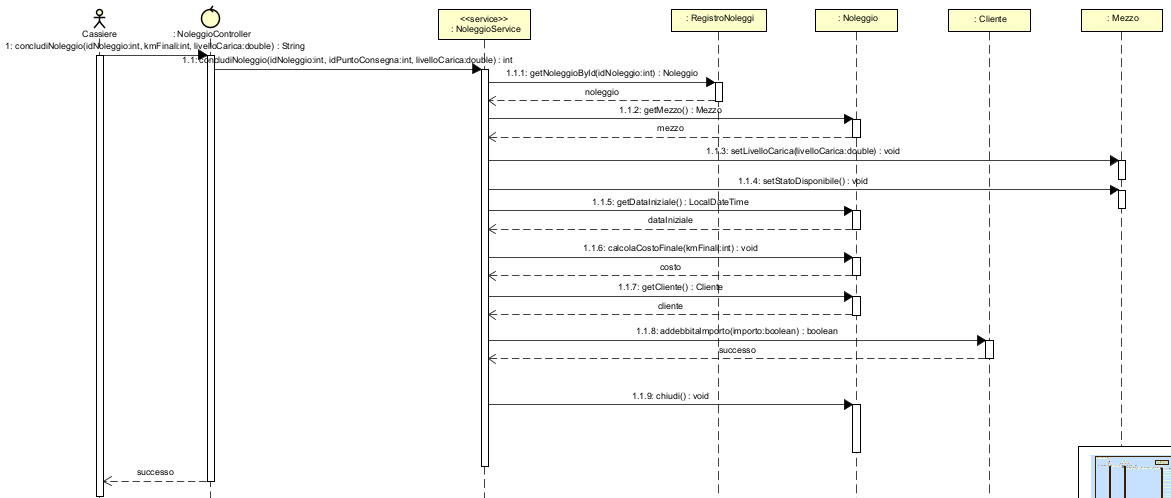 <<service>>
: RegistroNoleggi
: Noleggio
: Cliente
: Mezzo
: NoleggioService
Cassiere
: NoleggioController
1: concludiNoleggio(idNoleggio:int, kmFinali:int, livelloCarica:double) : String
1.1: concludiNoleggio(idNoleggio:int, idPuntoConsegna:int, livelloCarica:double) : int
1.1.1: getNoleggioById(idNoleggio:int) : Noleggio
noleggio
1.1.2: getMezzo() : Mezzo
mezzo
1.1.3: setLivelloCarica(livelloCarica:double) : void
1.1.4: setStatoDisponibile() : void
1.1.5: getDataIniziale() : LocalDateTime
dataIniziale
1.1.6: calcolaCostoFinale(kmFinali:int) : void
costo
1.1.7: getCliente() : Cliente
cliente
1.1.8: addebbitaImporto(importo:boolean) : boolean
successo
1.1.9: chiudi() : void
successo